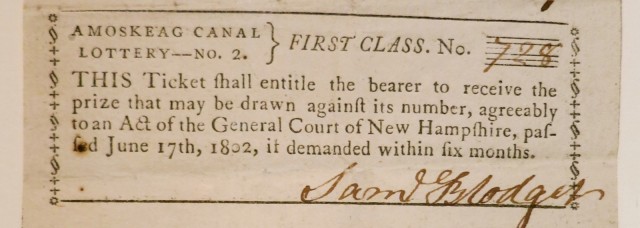 AMOSKEAG CANAL
LOTTERY—No. 2.
FIRST CLASS. No. 728
THIS Ticket ſhall entitle the bearer to receive the
prize that may be drawn againſt its number, agreeably
to an Act of the General Court of New Hampſhire, paſ-
ſed June 17th, 1802, if demanded within ſix months.
Samˡ Blodget